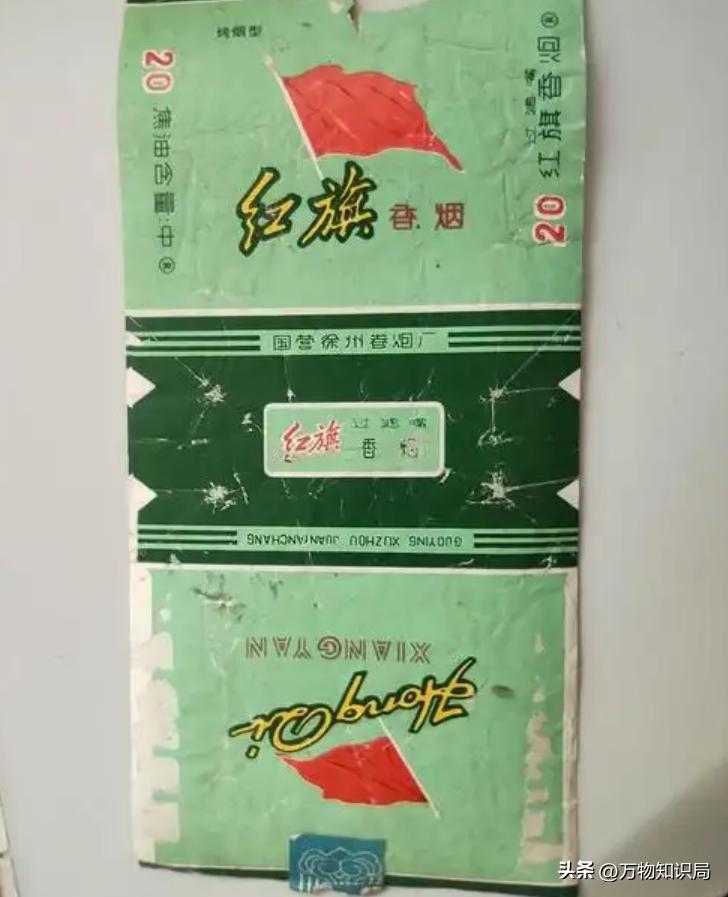 烤烟型
20
焦油含量:中®
过滤嘴
红旗香烟®
20
红旗 香烟
国营徐州卷烟厂
红旗 过滤嘴
香烟
GUOYING XUZHOU JUANYANCHANG
XIANGYAN
HongQi
头条 @万物知识局